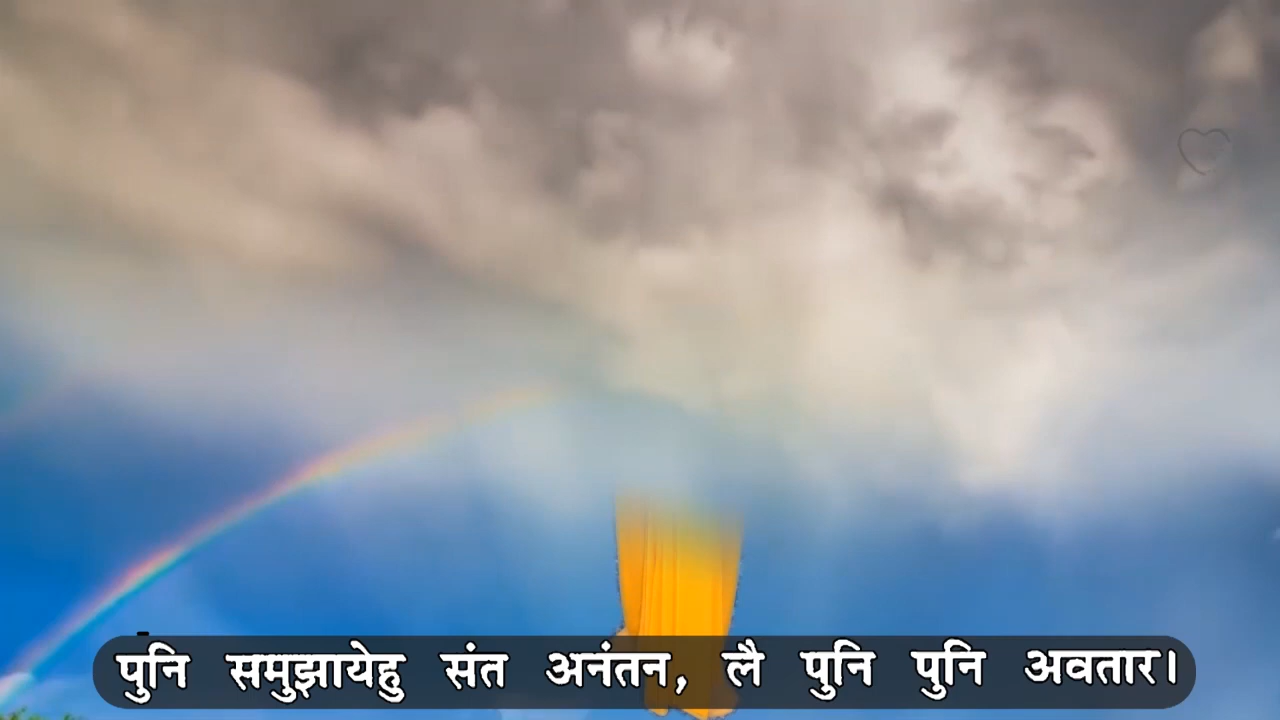 पुनि समुझायेहु संत अनंतन, लै पुनि पुनि अवतार।